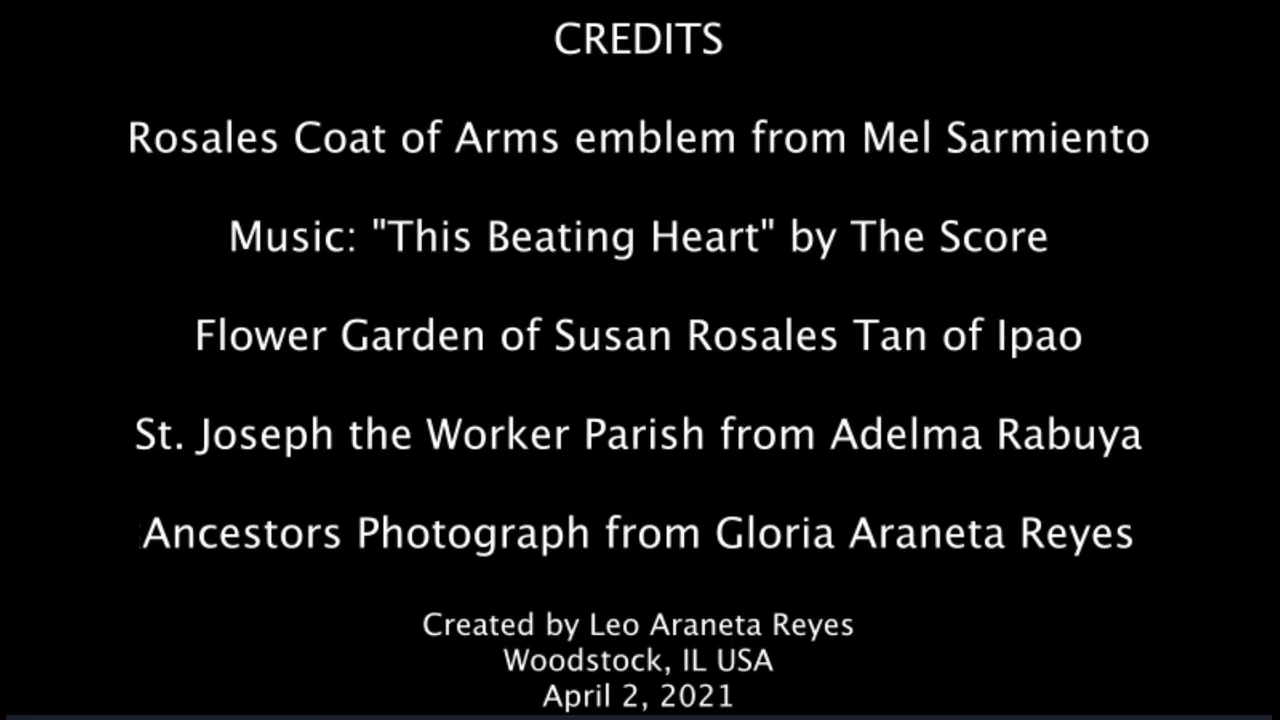 CREDITS
Rosales Coat of Arms emblem from Mel Sarmiento
Music: "This Beating Heart" by The Score
Flower Garden of Susan Rosales Tan of Ipao
St. Joseph the Worker Parish from Adelma Rabuya
Ancestors Photograph from Gloria Araneta Reyes
Created by Leo Araneta Reyes
Woodstock, IL USA
April 2, 2021